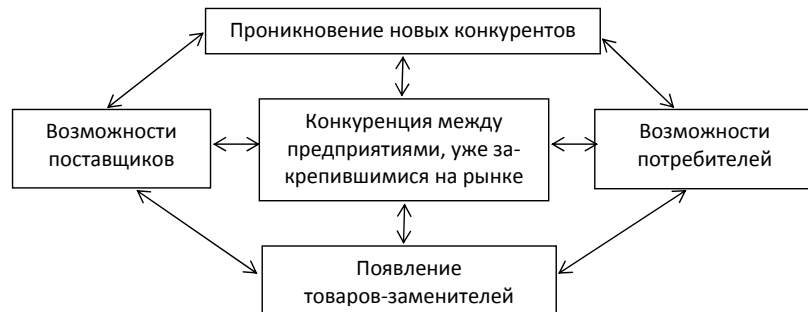 Проникновение новых конкурентов
Возможности
поставщиков
Конкуренция между
предприятиями, уже за-
крепившимися на рынке
Возможности
потребителей
Появление
товаров-заменителей